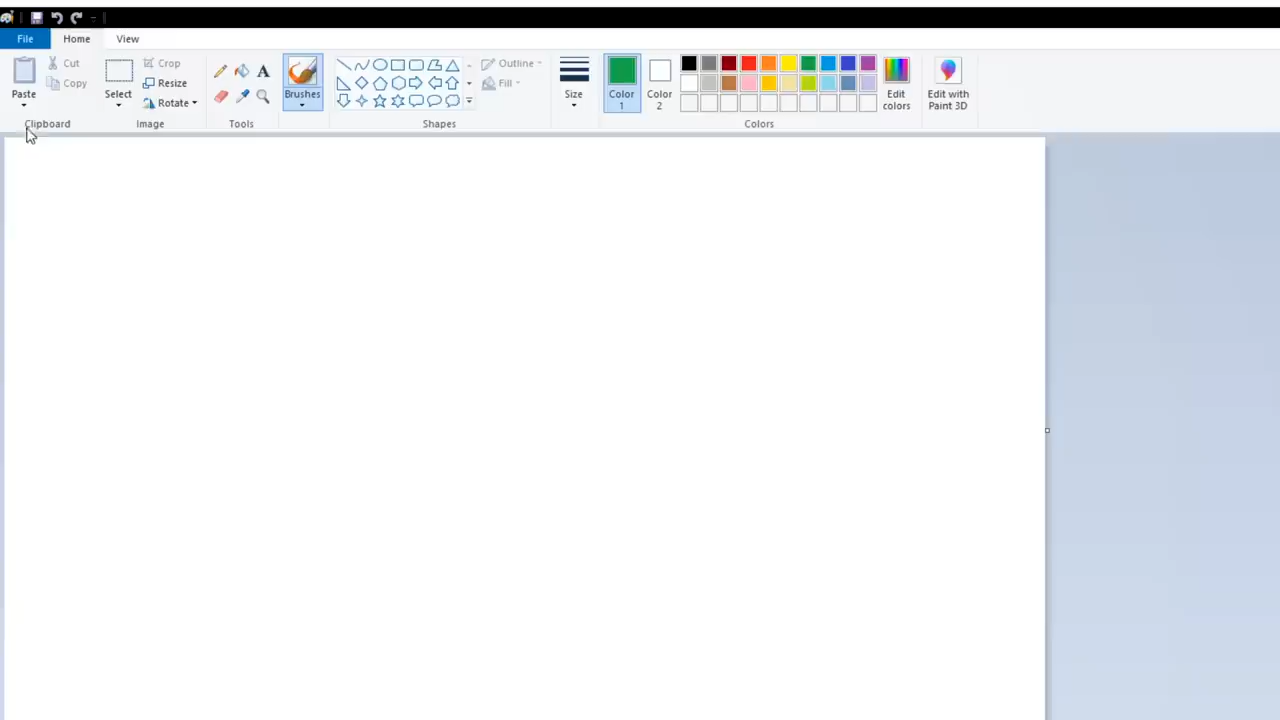 File Home View
Paste
Cut
Copy
Clipboard
Select
Crop
Resize
Rotate
Image
A
Tools
Brushes
Shapes
Outline
Fill
Size
Color 1
Color 2
Colors
Edit colors
Edit with Paint 3D